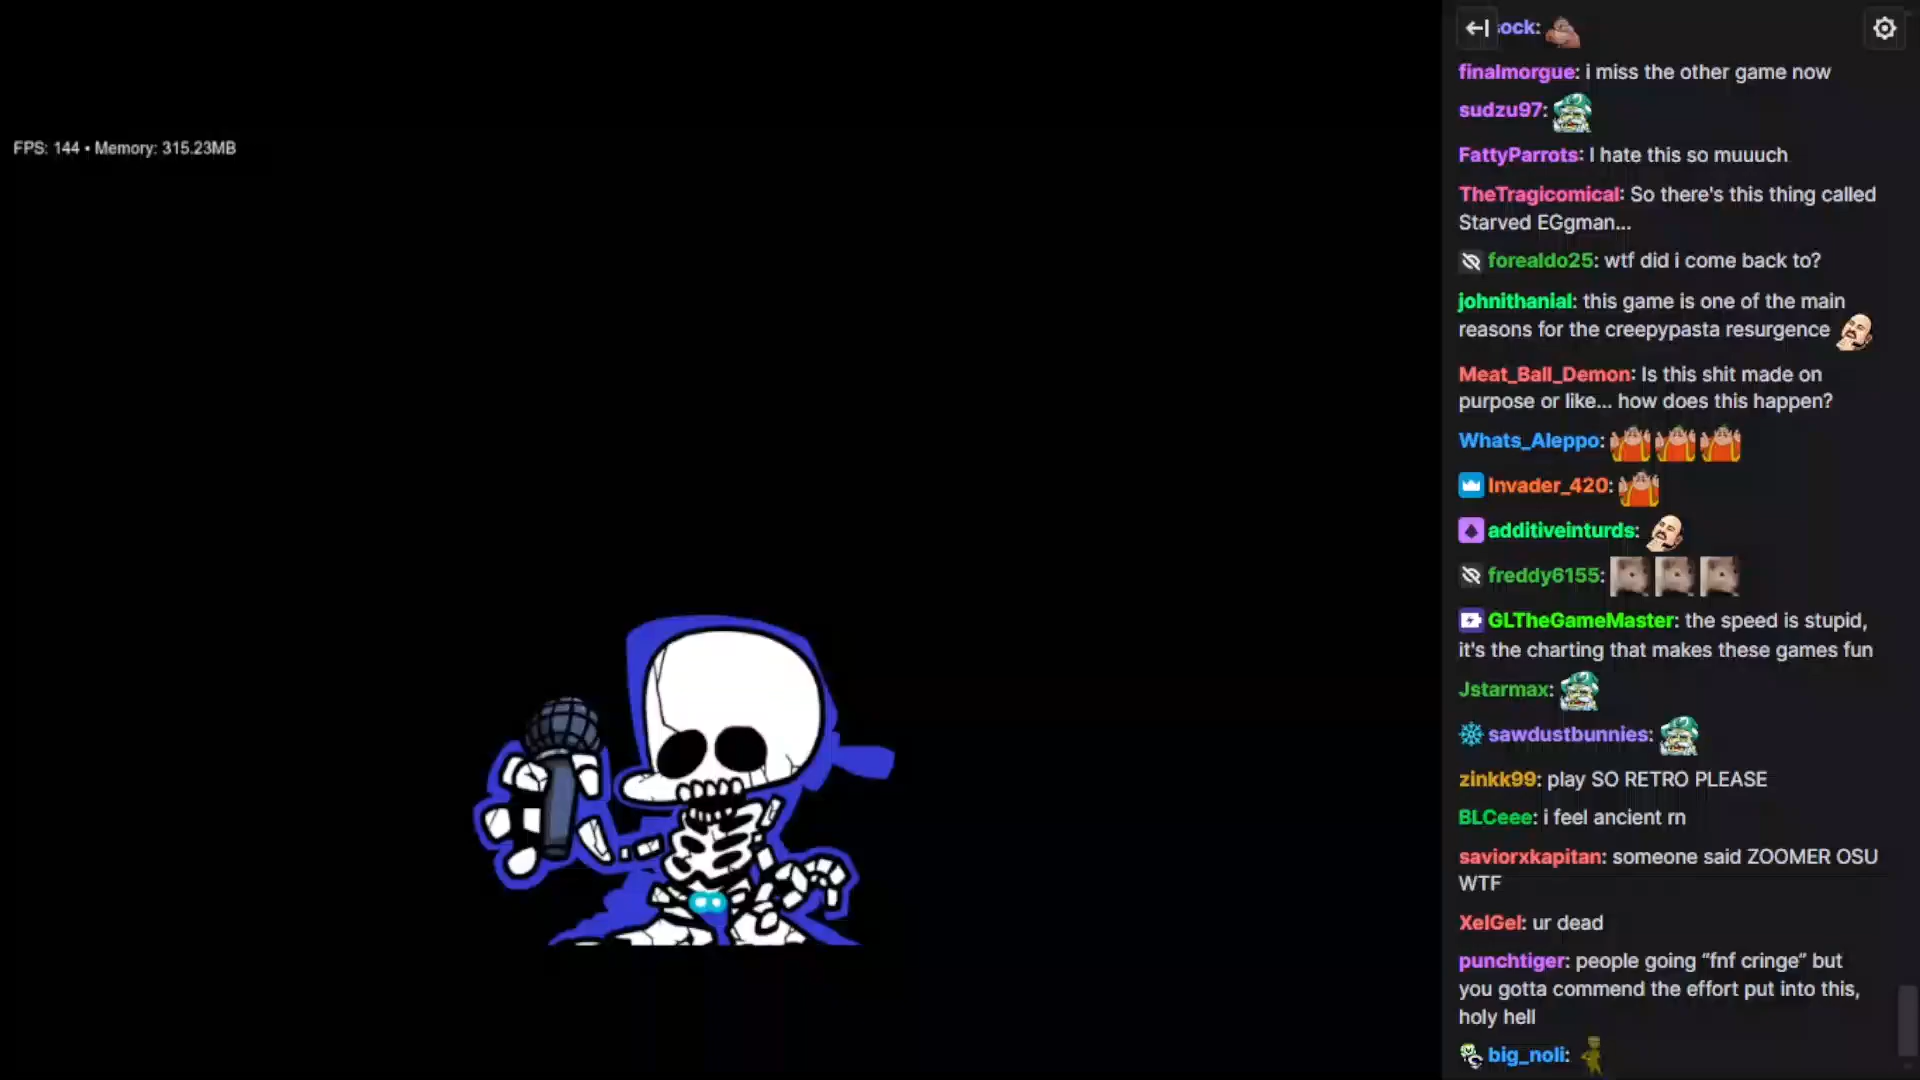 FPS: 144 • Memory: 315.23MB
ock:
finalmorgue: i miss the other game now
sudzu97:
FattyParrots: I hate this so muuuch
TheTragicomical: So there's this thing called
Starved EGgman...
forealdo25: wtf did i come back to?
johnithanial: this game is one of the main
reasons for the creepypasta resurgence
Meat_Ball_Demon: Is this shit made on
purpose or like... how does this happen?
Whats_Aleppo:
Invader_420:
additiveinturds:
freddy6155:
GLTheGameMaster: the speed is stupid,
it's the charting that makes these games fun
Jstarmax:
sawdustbunnies:
zinkk99: play SO RETRO PLEASE
BLCeee: i feel ancient rn
saviorxkapitan: someone said ZOOMER OSU
WTF
XelGel: ur dead
punchtiger: people going “fnf cringe” but
you gotta commend the effort put into this,
holy hell
big_noli: